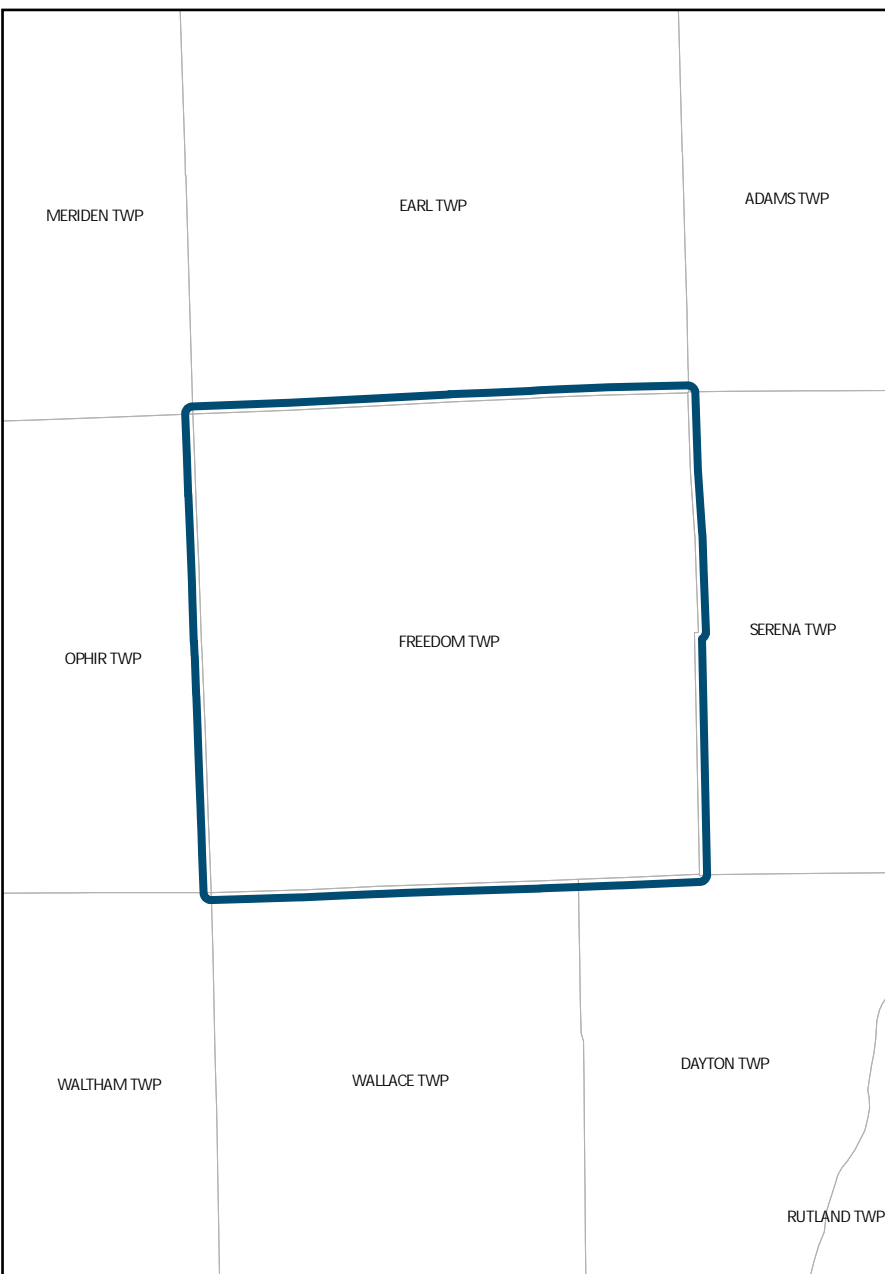 MERIDEN TWP
EARL TWP
ADAMS TWP
OPHIR TWP
FREEDOM TWP
SERENA TWP
WALTHAM TWP
WALLACE TWP
DAYTON TWP
RUTLAND TWP